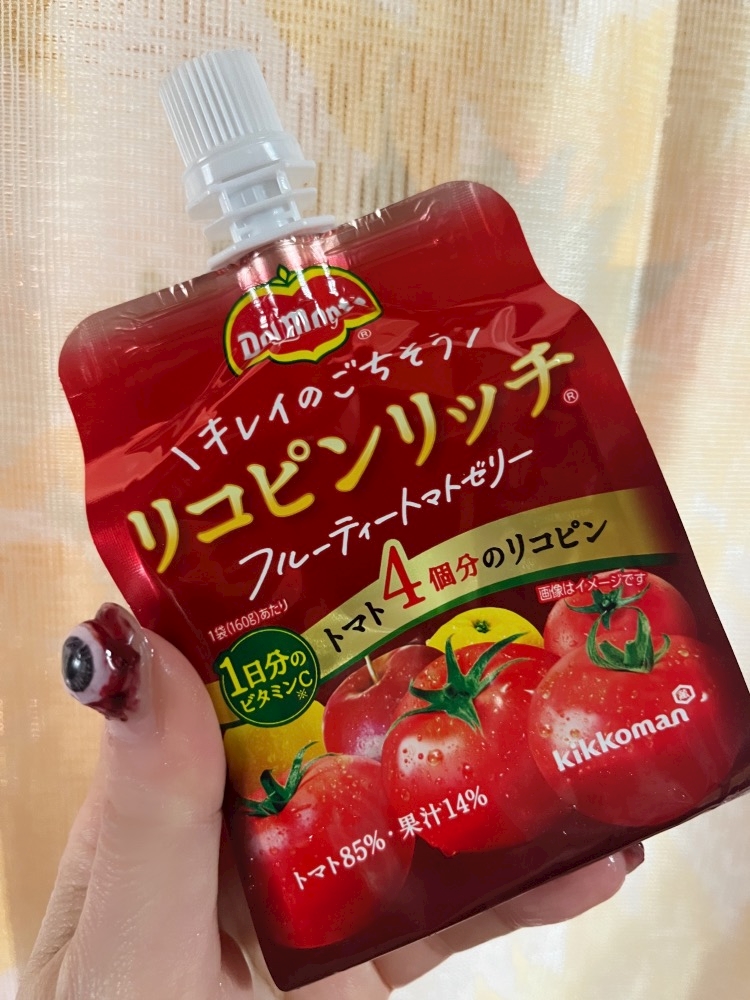 Del Monte®
\キレイのごちそう/
リコピンリッチ®
フルーティートマトゼリー
トマト4個分のリコピン
1袋(160g)あたり
画像はイメージです
1日分の
ビタミンC※
kikkoman
トマト85%・果汁14%